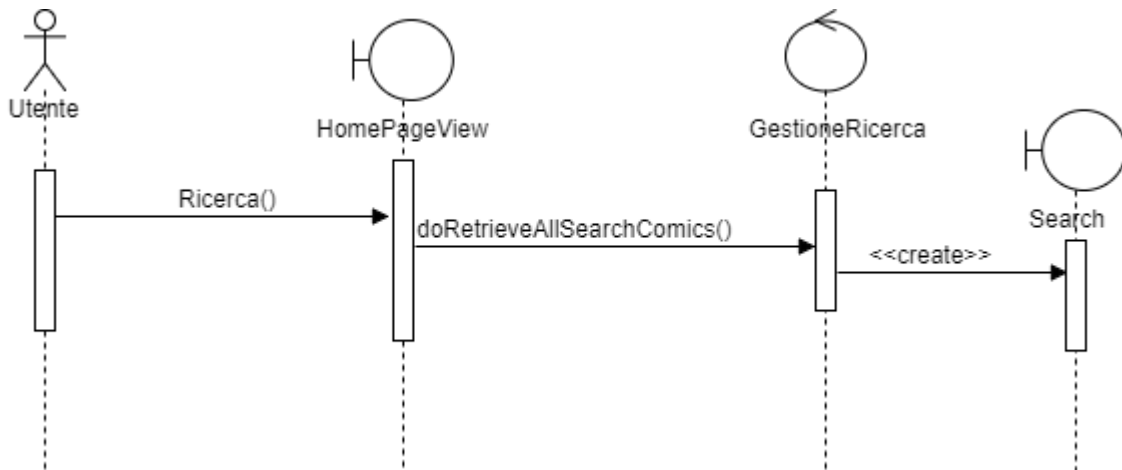 Utente
HomePageView
GestioneRicerca
Search
Ricerca()
doRetrieveAllSearchComics()
<<create>>